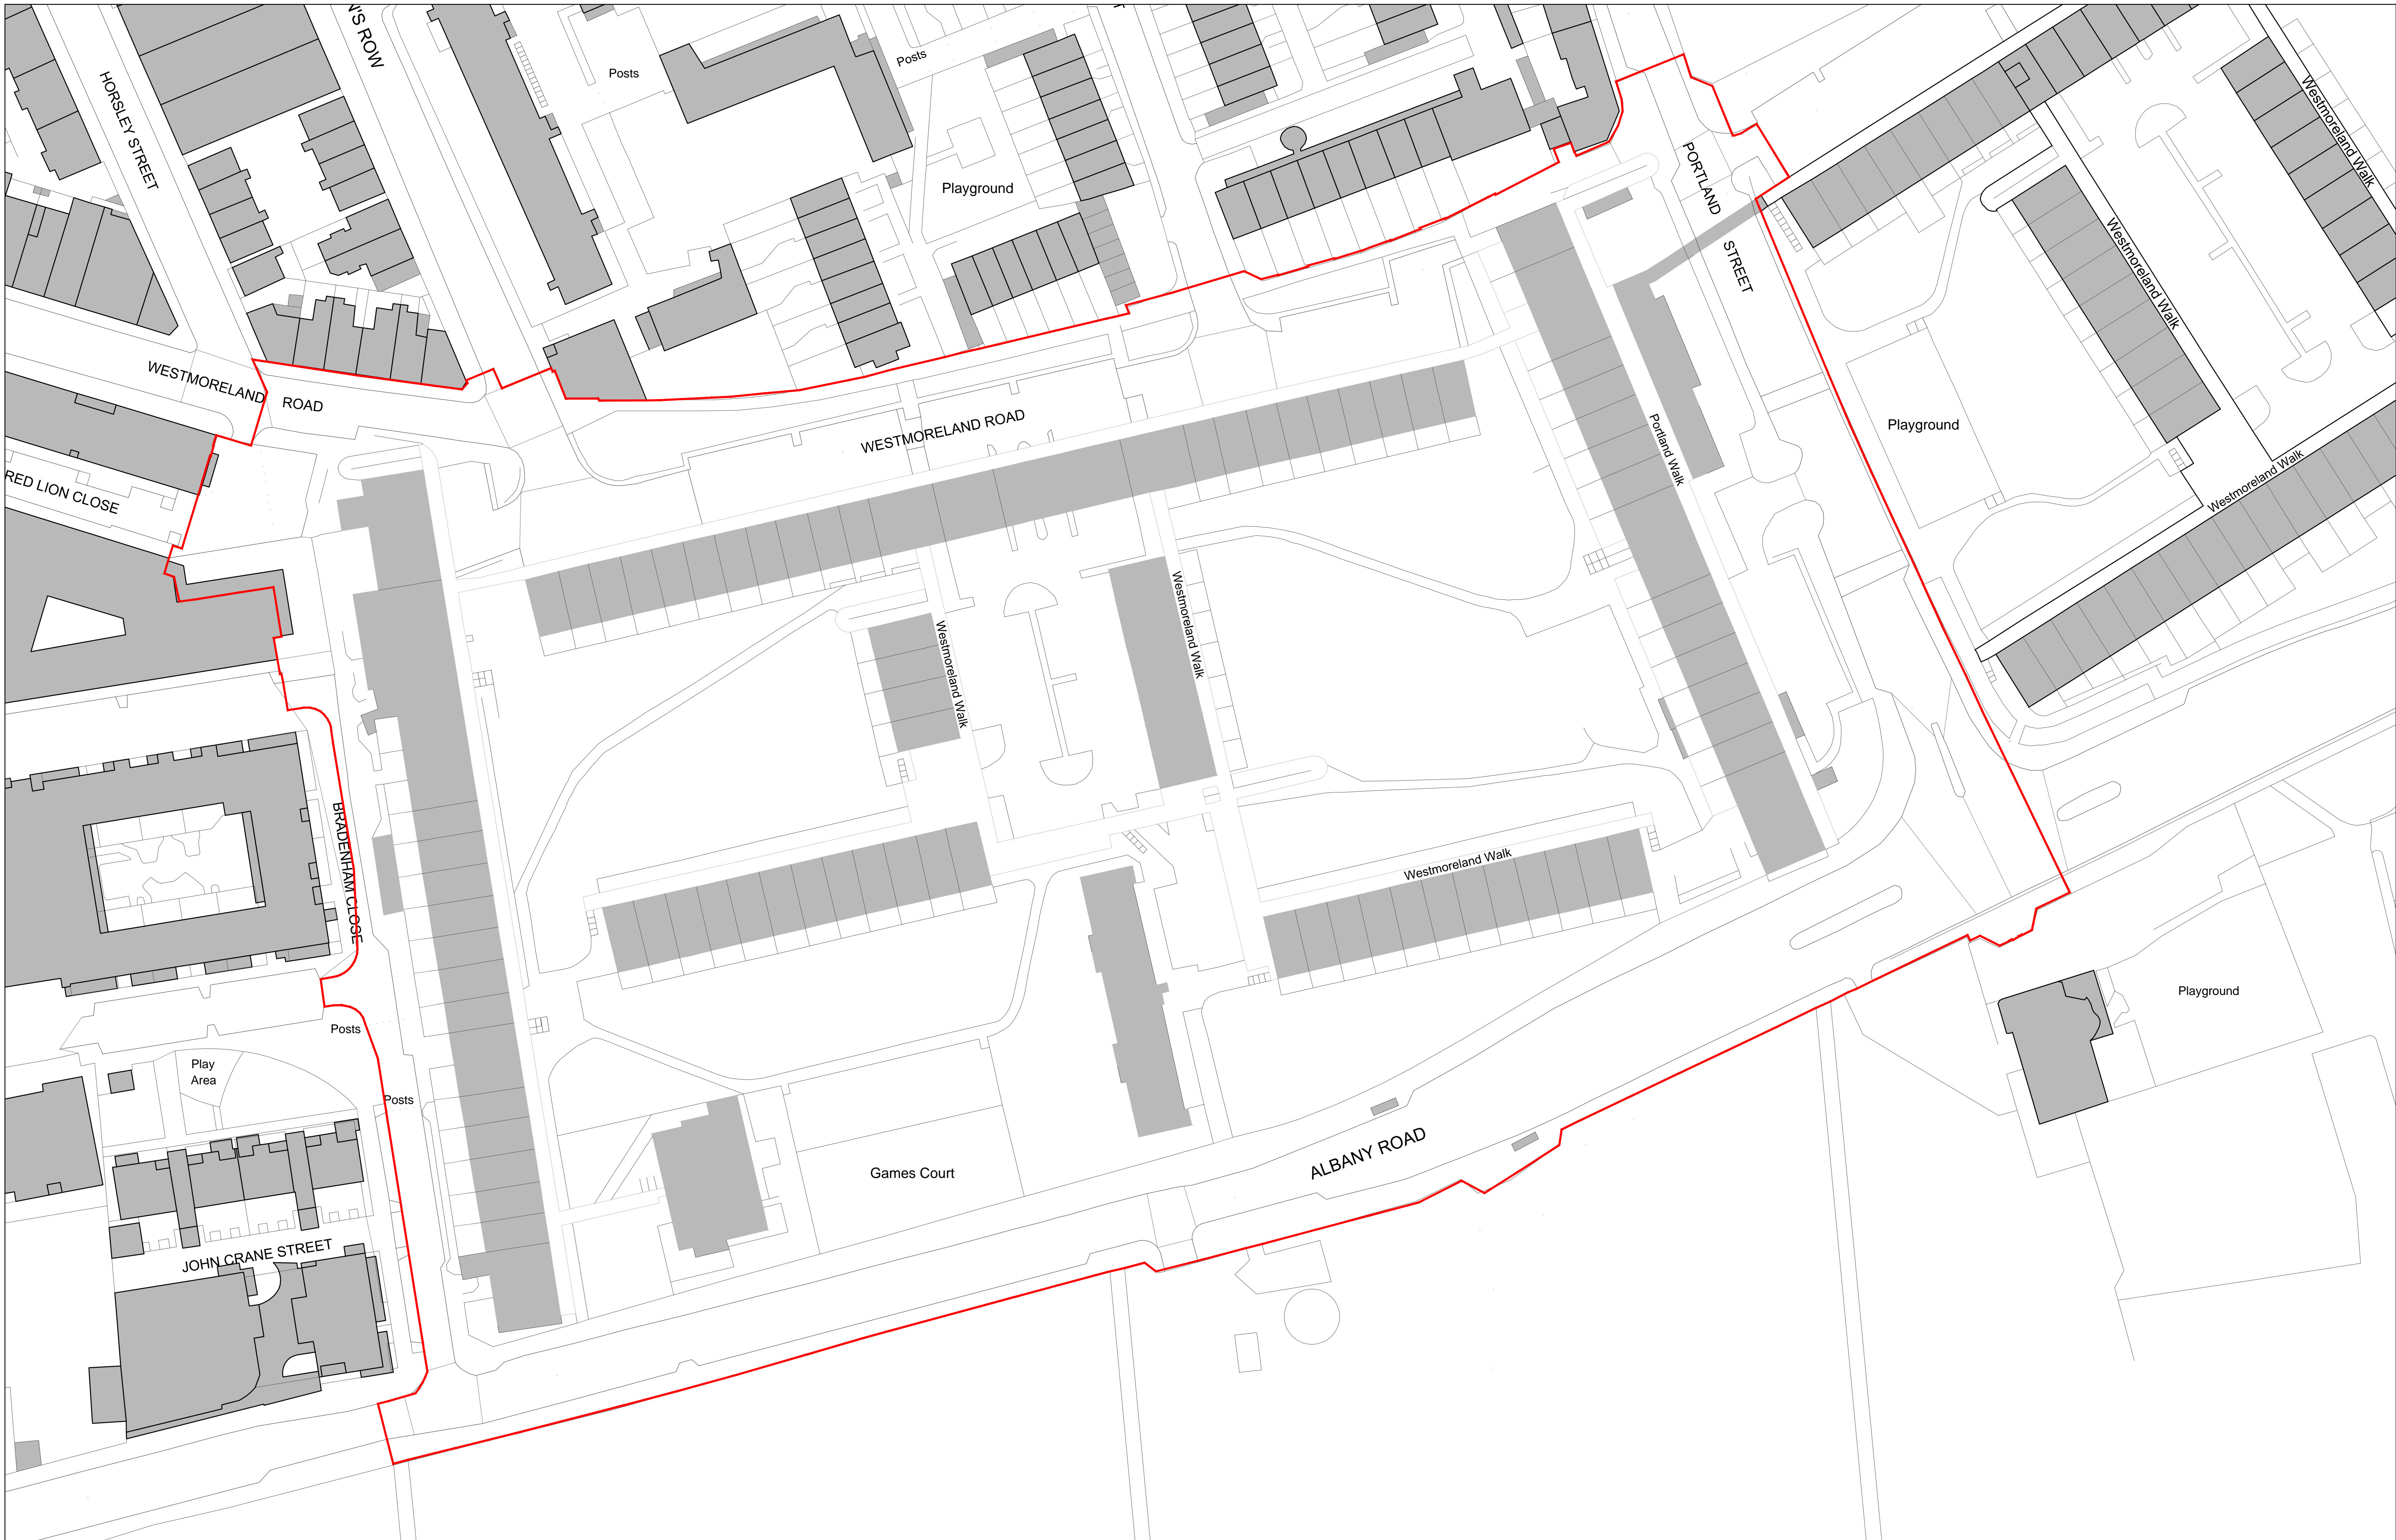 N'S ROW
HORSLEY STREET
Posts
Posts
T
Playground
PORTLAND
STREET
Westmoreland Walk
Westmoreland Walk
WESTMORELAND
ROAD
WESTMORELAND ROAD
Portland Walk
Playground
Westmoreland Walk
RED LION CLOSE
Westmoreland Walk
Westmoreland Walk
BRADENHAM CLOSE
Westmoreland Walk
Playground
Posts
Play
Area
Posts
Games Court
ALBANY ROAD
JOHN CRANE STREET